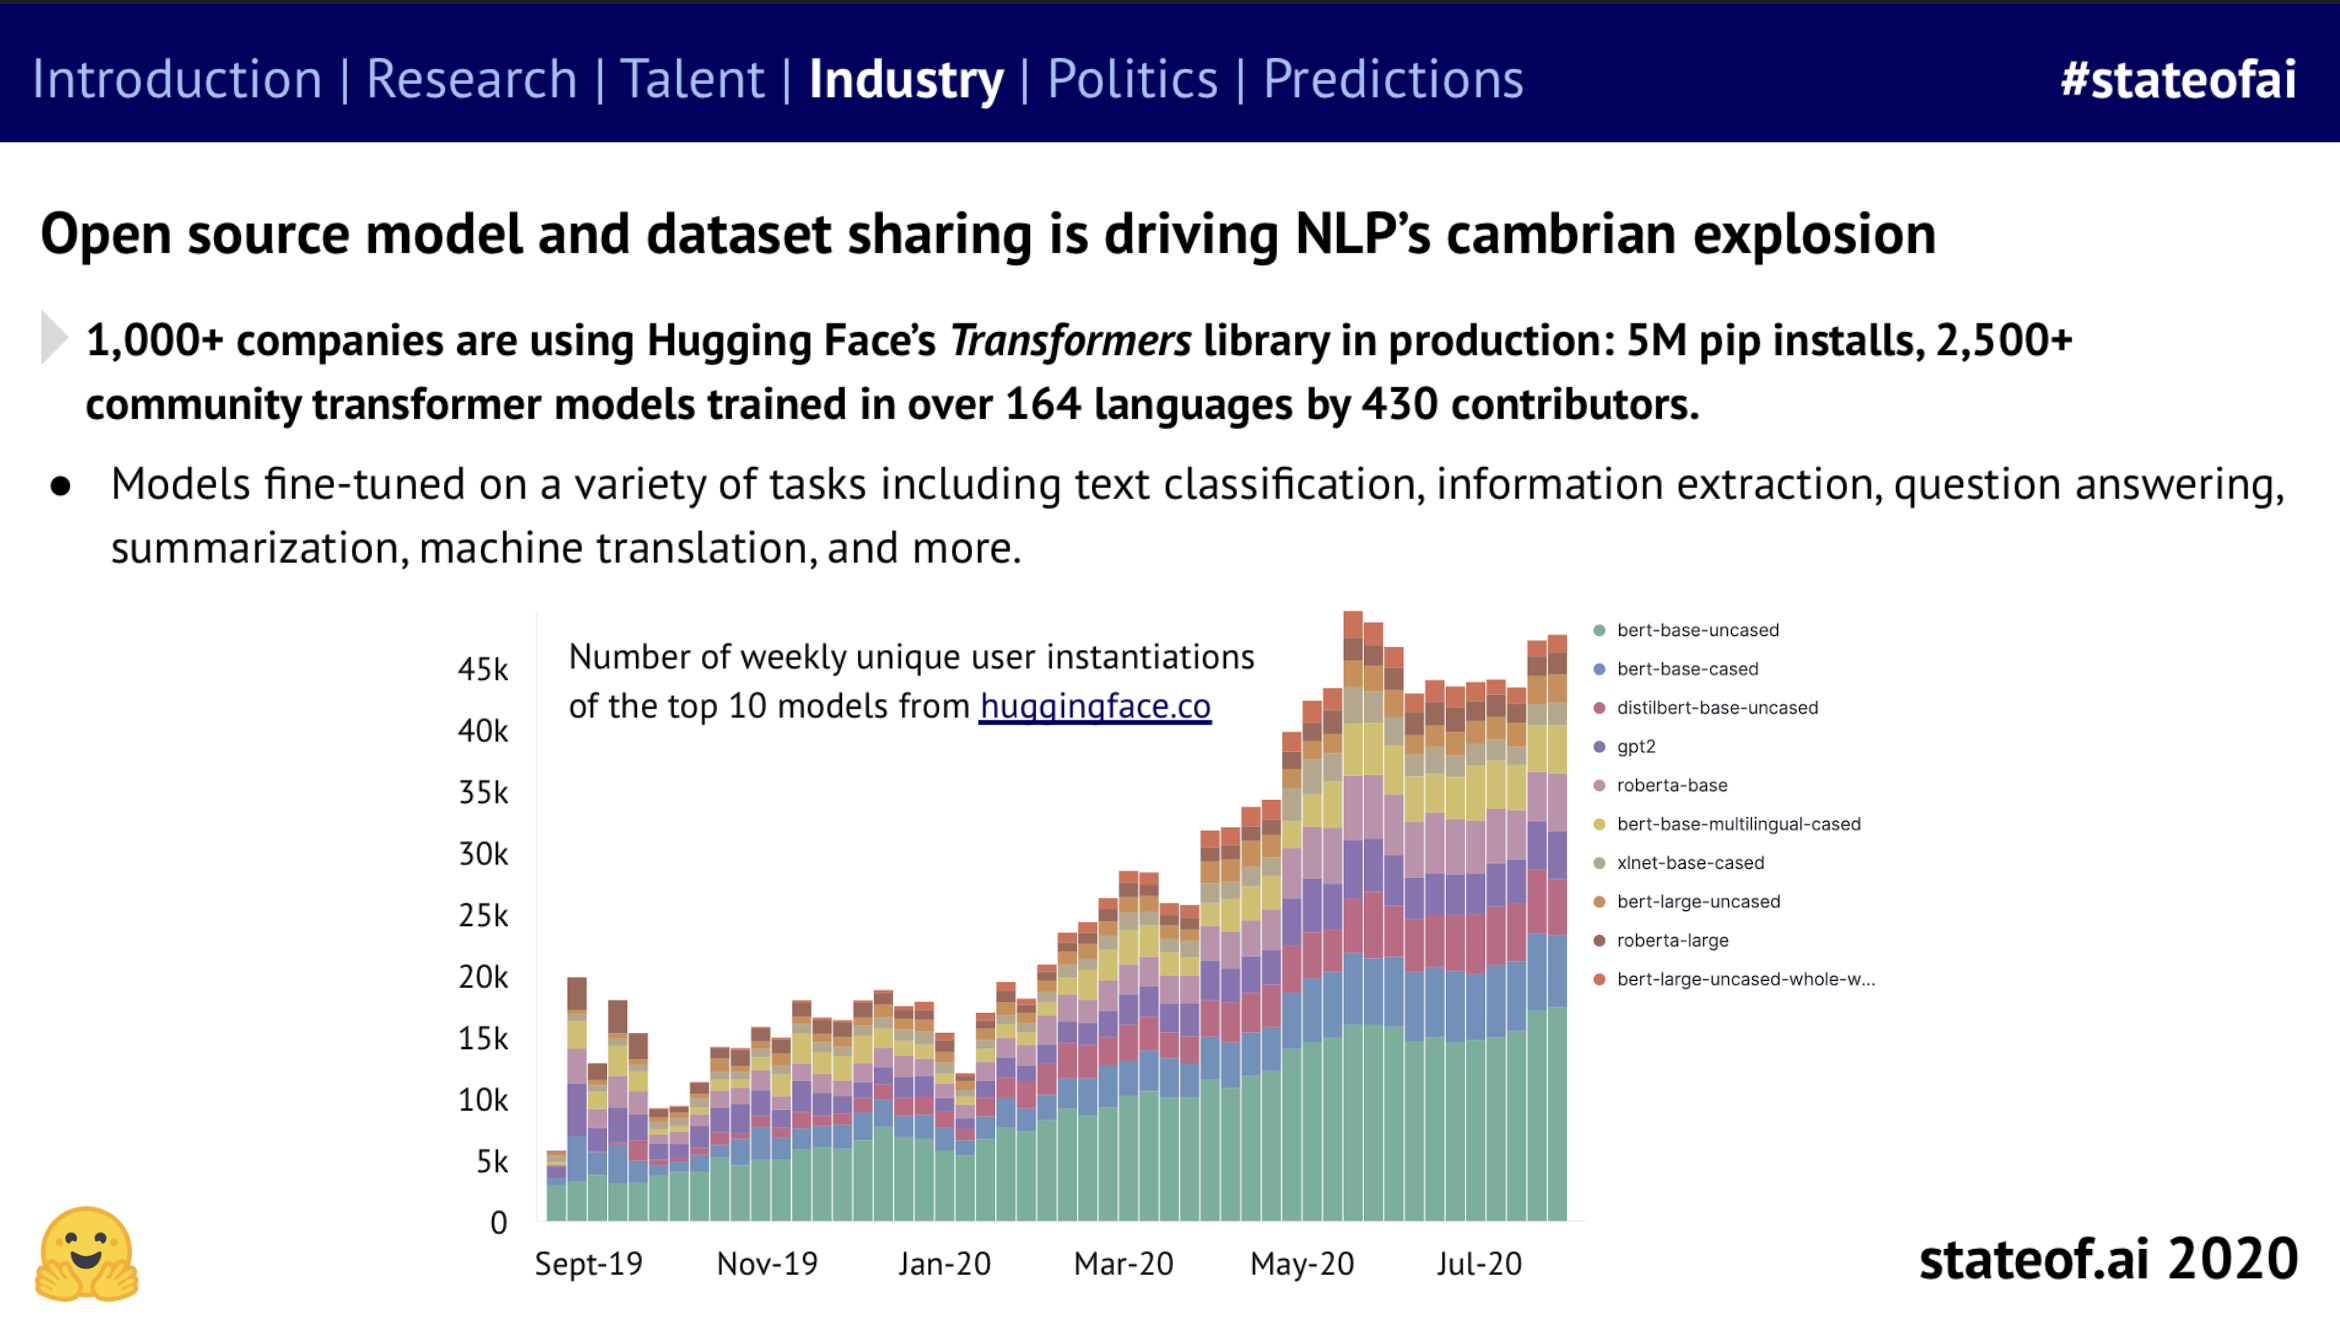 Introduction | Research | Talent | Industry | Politics | Predictions
#stateofai
Open source model and dataset sharing is driving NLP’s cambrian explosion
1,000+ companies are using Hugging Face’s Transformers library in production: 5M pip installs, 2,500+
community transformer models trained in over 164 languages by 430 contributors.
● Models fine-tuned on a variety of tasks including text classification, information extraction, question answering,
summarization, machine translation, and more.
Number of weekly unique user instantiations
of the top 10 models from huggingface.co
45k
40k
35k
30k
25k
20k
15k
10k
5k
0
Sept-19
Nov-19
Jan-20
Mar-20
May-20
Jul-20
bert-base-uncased
bert-base-cased
distilbert-base-uncased
gpt2
roberta-base
bert-base-multilingual-cased
xlnet-base-cased
bert-large-uncased
roberta-large
bert-large-uncased-whole-w...
stateof.ai 2020